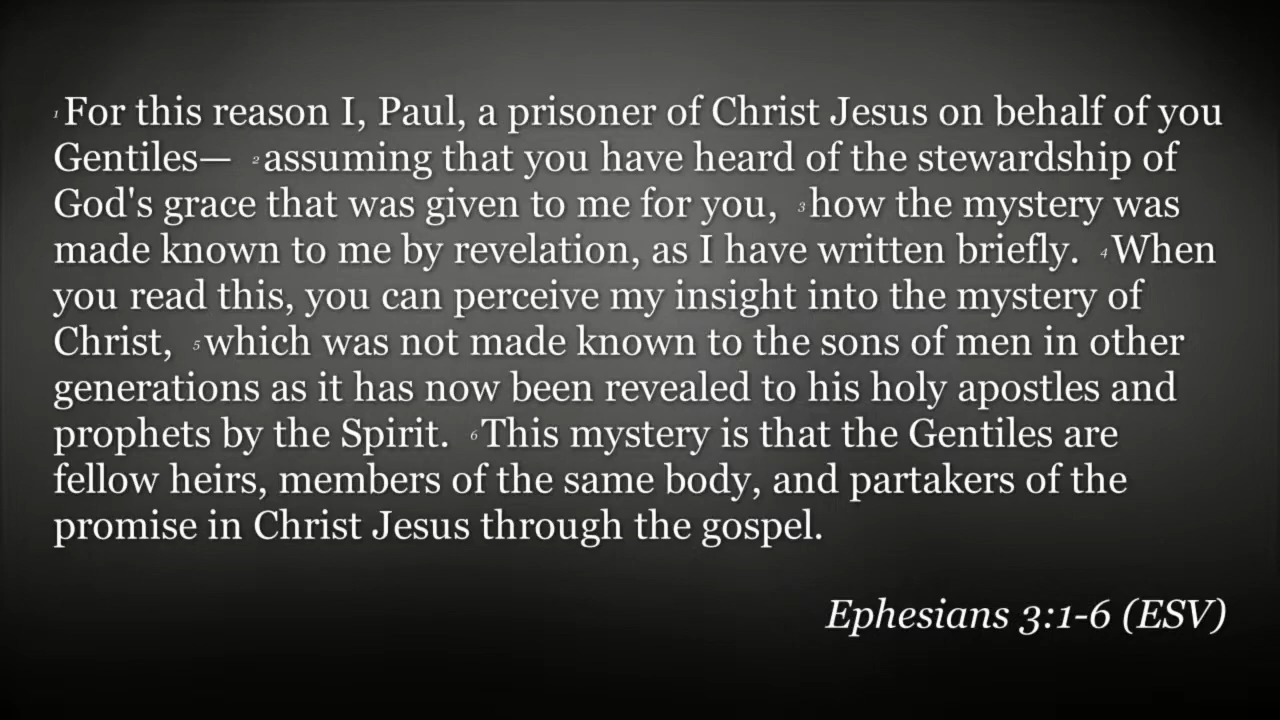 1 For this reason I, Paul, a prisoner of Christ Jesus on behalf of you
Gentiles— 2 assuming that you have heard of the stewardship of
God's grace that was given to me for you, 3 how the mystery was
made known to me by revelation, as I have written briefly. 4 When
you read this, you can perceive my insight into the mystery of
Christ, 5 which was not made known to the sons of men in other
generations as it has now been revealed to his holy apostles and
prophets by the Spirit. 6 This mystery is that the Gentiles are
fellow heirs, members of the same body, and partakers of the
promise in Christ Jesus through the gospel.
Ephesians 3:1-6 (ESV)